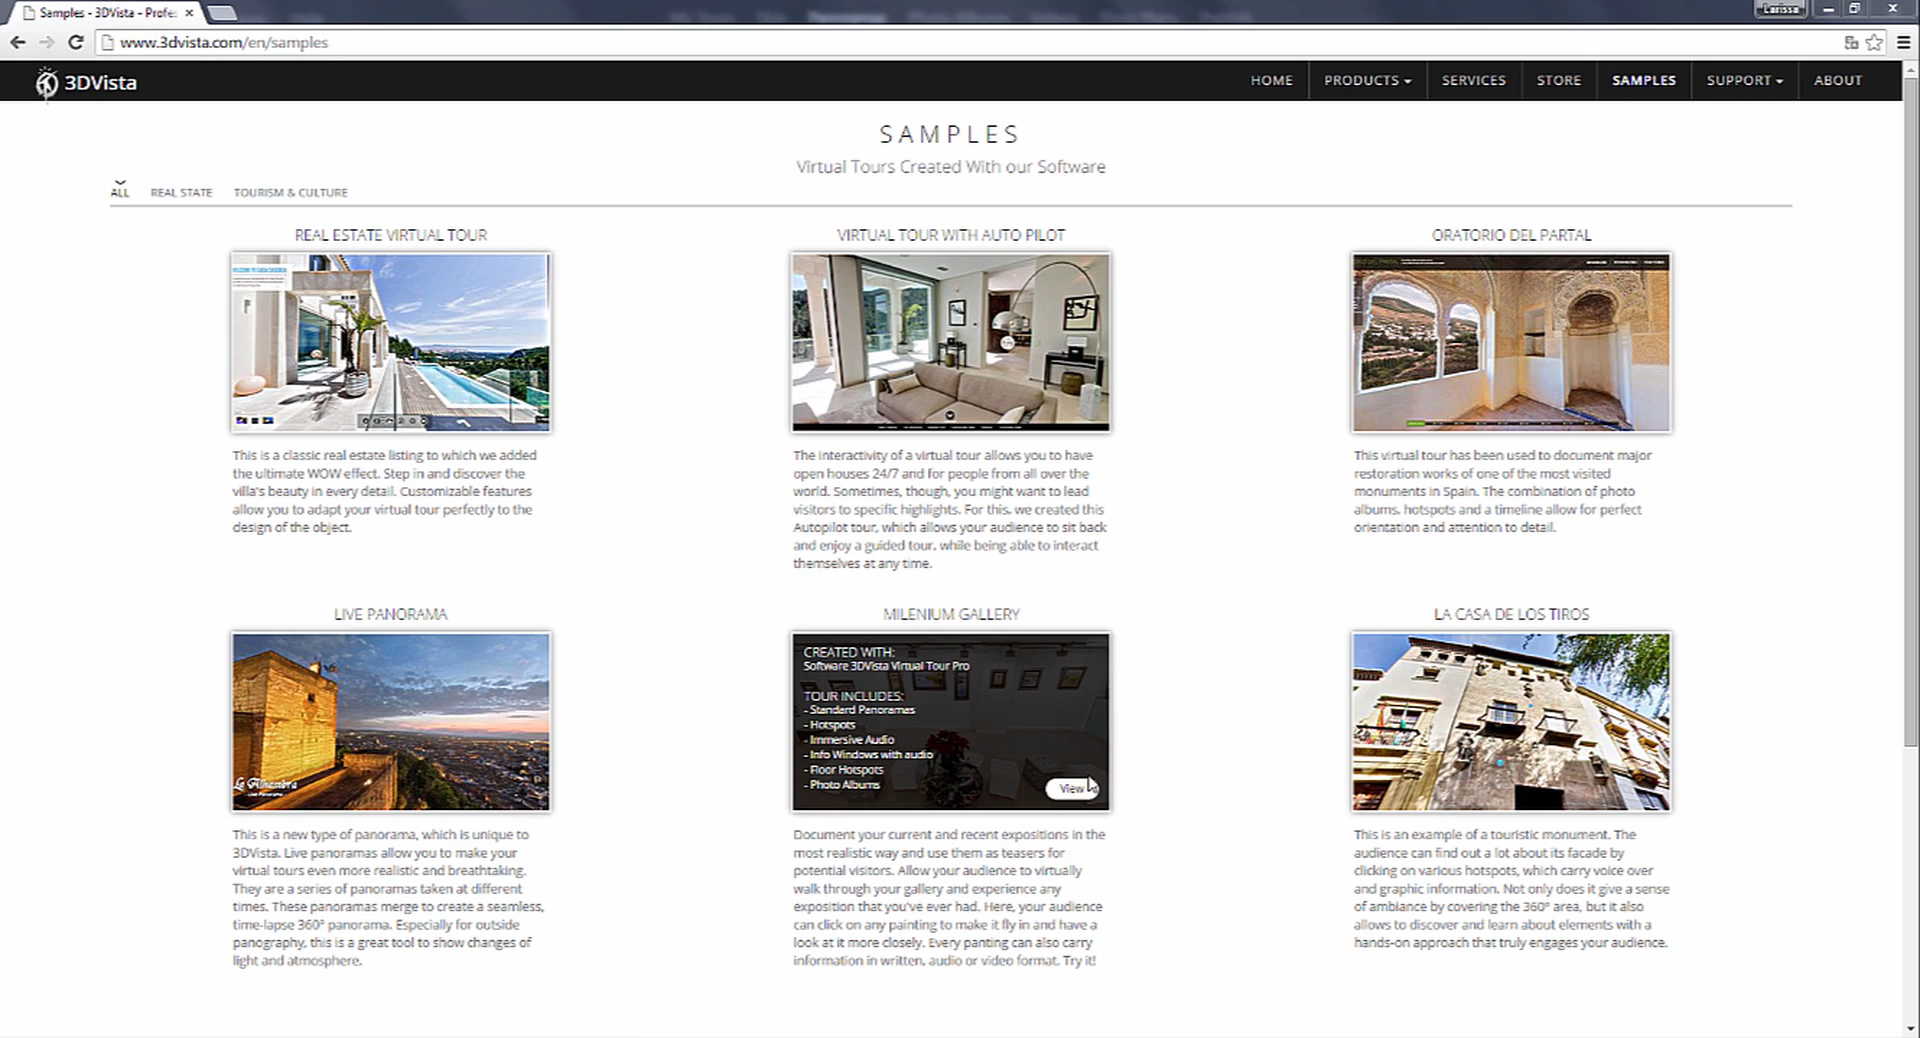 Samples - 3DVista - Profe
Larissa
www.3dvista.com/en/samples
3DVista
HOME
PRODUCTS
SERVICES
STORE
SAMPLES
SUPPORT
ABOUT
SAMPLES
Virtual Tours Created With our Software
ALL
REAL STATE
TOURISM & CULTURE
REAL ESTATE VIRTUAL TOUR
This is a classic real estate listing to which we added
the ultimate WOW effect. Step in and discover the
villa's beauty in every detail. Customizable features
allow you to adapt your virtual tour perfectly to the
design of the object.
VIRTUAL TOUR WITH AUTO PILOT
The interactivity of a virtual tour allows you to have
open houses 24/7 and for people from all over the
world. Sometimes, though, you might want to lead
visitors to specific highlights. For this, we created this
Autopilot tour, which allows your audience to sit back
and enjoy a guided tour, while being able to interact
themselves at any time.
ORATORIO DEL PARTAL
This virtual tour has been used to document major
restoration works of one of the most visited
monuments in Spain. The combination of photo
albums, hotspots and a timeline allow for perfect
orientation and attention to detail.
LIVE PANORAMA
La Alhambra
Live Panorama
This is a new type of panorama, which is unique to
3DVista. Live panoramas allow you to make your
virtual tours even more realistic and breathtaking.
They are a series of panoramas taken at different
times. These panoramas merge to create a seamless,
time-lapse 360º panorama. Especially for outside
panography, this is a great tool to show changes of
light and atmosphere.
MILENIUM GALLERY
CREATED WITH:
Software 3DVista Virtual Tour Pro
TOUR INCLUDES:
- Standard Panoramas
- Hotspots
- Immersive Audio
- Info Windows with audio
- Floor Hotspots
- Photo Albums
View
Document your current and recent expositions in the
most realistic way and use them as teasers for
potential visitors. Allow your audience to virtually
walk through your gallery and experience any
exposition that you've ever had. Here, your audience
can click on any painting to make it fly in and have a
look at it more closely. Every panting can also carry
information in written, audio or video format. Try it!
LA CASA DE LOS TIROS
This is an example of a touristic monument. The
audience can find out a lot about its facade by
clicking on various hotspots, which carry voice over
and graphic information. Not only does it give a sense
of ambiance by covering the 360º area, but it also
allows to discover and learn about elements with a
hands-on approach that truly engages your audience.